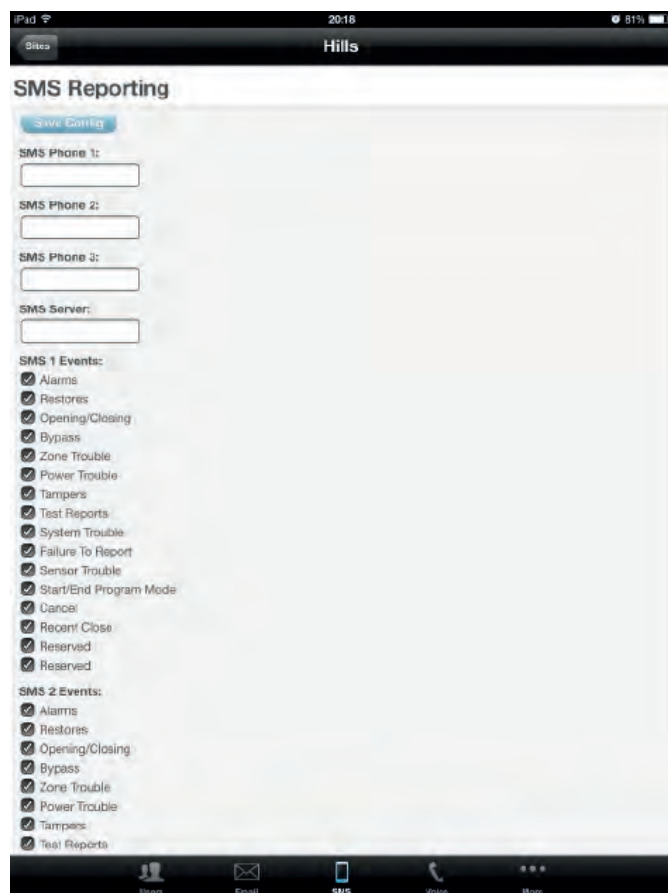 iPad 20:18 81%
Sites Hills
SMS Reporting
Save Config
SMS Phone 1:
SMS Phone 2:
SMS Phone 3:
SMS Server:
SMS 1 Events:
Alarms
Restores
Opening/Closing
Bypass
Zone Trouble
Power Trouble
Tampers
Test Reports
System Trouble
Failure To Report
Sensor Trouble
Start/End Program Mode
Cancel
Recent Close
Reserved
Reserved
SMS 2 Events:
Alarms
Restores
Opening/Closing
Bypass
Zone Trouble
Power Trouble
Tampers
Test Reports
Users Email SMS Voice More